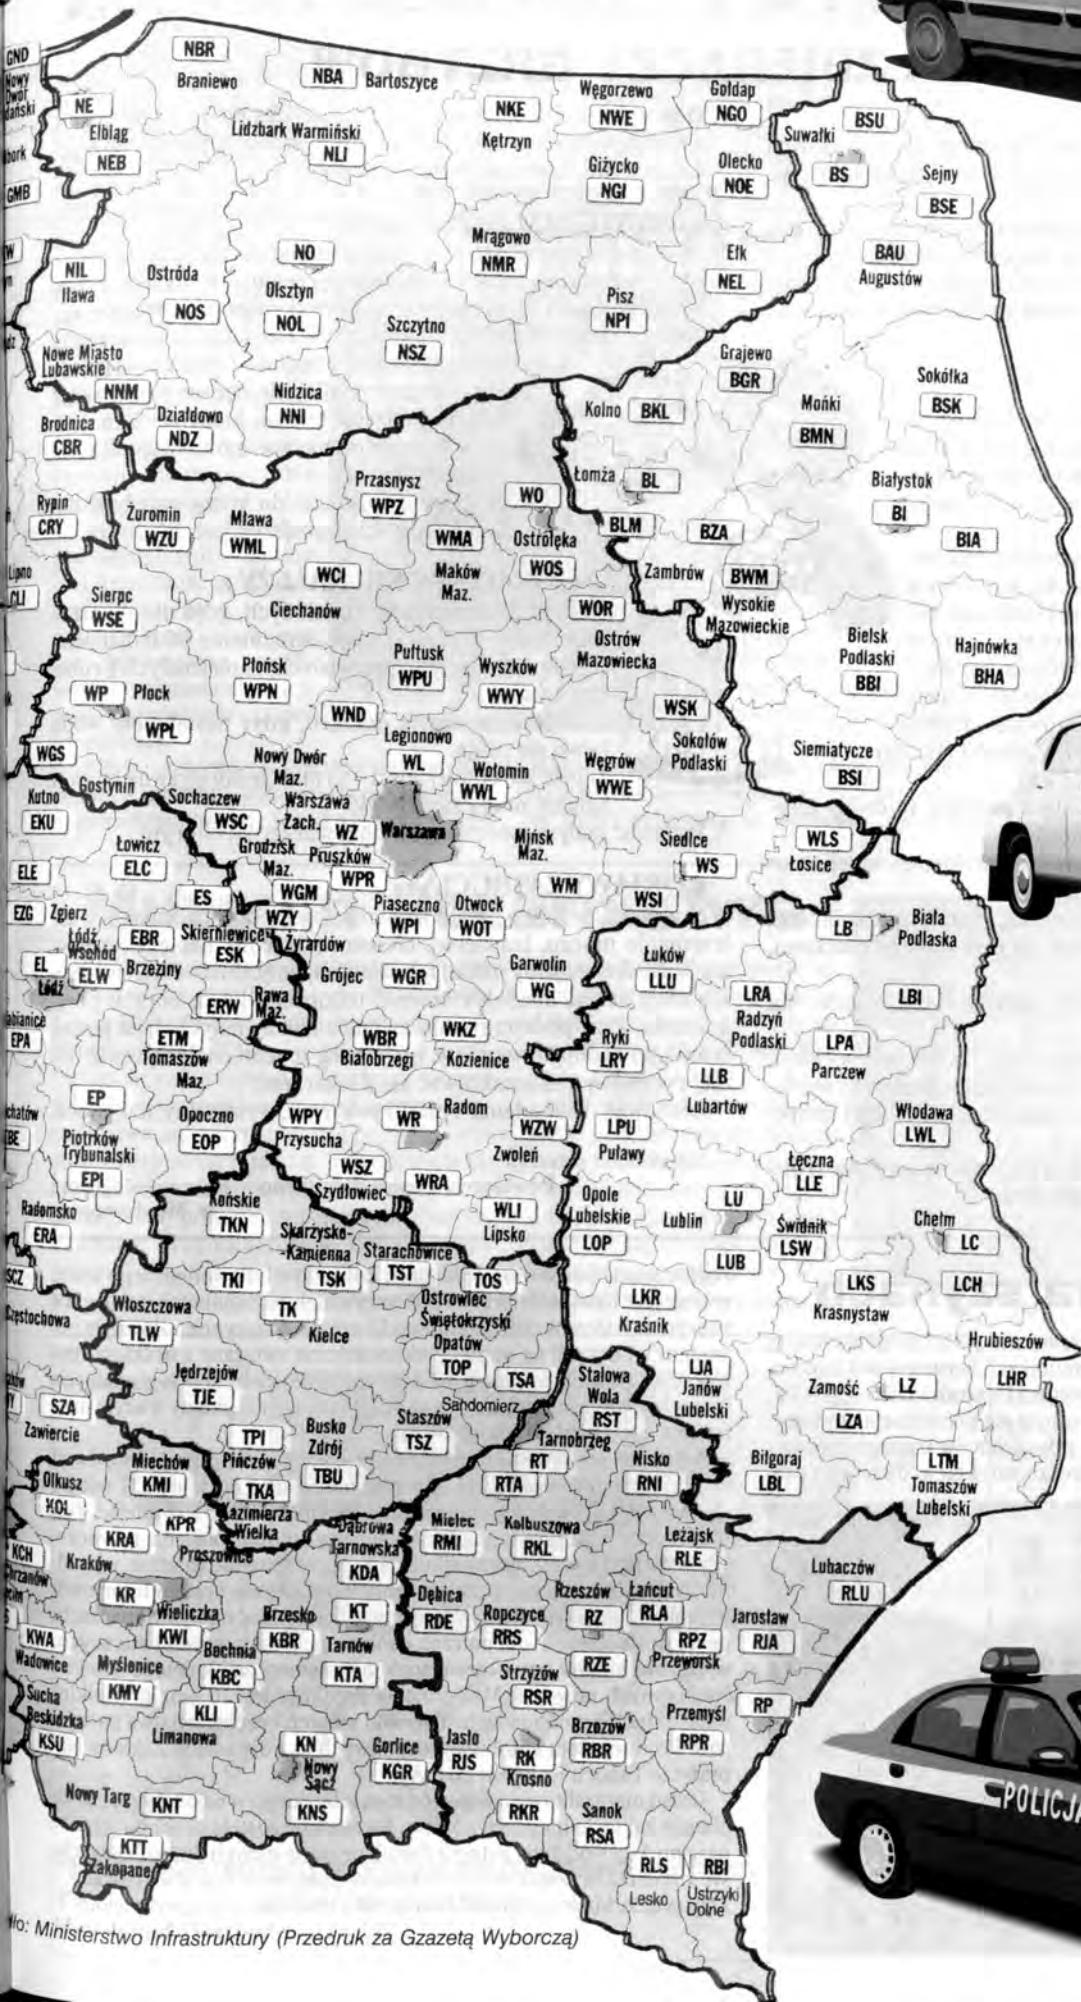 GND
Nowy
Dwór
NBR
Braniewo
NBA
Bartoszyce
NE
Elbląg
NEB
Lidzbark Warmiński
NLI
NKE
Kętrzyn
Węgorzewo
NWE
Gołdap
NGO
Giżycko
NGI
Olecko
NOE
Suwałki
BSU
BS
Sejny
BSE
GMB
NIL
Iława
Ostróda
NOS
NO
Olsztyn
NOL
Mrągowo
NMR
Ełk
NEL
BAU
Augustów
Pisz
NPI
Szczytno
NSZ
Nowe Miasto
Lubawskie
NNM
Działdowo
NDZ
Nidzica
NNI
Grajewo
BGR
Kolno
BKL
Mońki
BMN
Sokółka
BSK
Brodnica
CBR
Rypin
CRY
Lipno
CLI
Żuromin
WZU
Mława
WML
Przasnysz
WPZ
WO
Ostrołęka
WOS
Łomża
BL
BLM
BZA
Zambrów
BWM
Wysokie
Mazowieckie
Białystok
BI
BIA
WMA
Maków
Maz.
WCI
Ciechanów
Sierpc
WSE
WOR
Ostrów
Mazowiecka
Bielsk
Podlaski
BBI
Hajnówka
BHA
WP
Płock
WPL
Płońsk
WPN
Pułtusk
WPU
Wyszków
WWY
WND
Nowy Dwór
Maz.
Legionowo
WL
Wołomin
WWL
WSK
Sokołów
Podlaski
Węgrów
WWE
Siemiatycze
BSI
WGS
Gostynin
Kutno
EKU
Sochaczew
WSC
Warszawa
Zach.
WZ
Warszawa
Grodzisk
Maz.
WGM
Pruszków
WPR
Mińsk
Maz.
WM
Siedlce
WS
WSI
WLS
Łosice
Łowicz
ELC
ELE
ES
Skierniewice
ESK
WZY
Żyrardów
Piaseczno
WPI
Otwock
WOT
EZG
Zgierz
Łódź
Wschód
ELW
EL
Łódź
EBR
Brzeziny
ERW
Rawa
Maz.
Grójec
WGR
Garwolin
WG
LB
Biała
Podlaska
LBI
Łuków
LLU
LRA
Radzyń
Podlaski
LPA
Parczew
EPA
ETM
Tomaszów
Maz.
WBR
Białobrzegi
WKZ
Kozienice
Ryki
LRY
LLB
Lubartów
EP
Piotrków
Trybunalski
EPI
Opoczno
EOP
WPY
Przysucha
WR
Radom
WRA
WZW
Zwoleń
LPU
Puławy
Włodawa
LWL
WSZ
Szydłowiec
WLI
Lipsko
Opole
Lubelskie
LOP
Lublin
LU
LUB
Łęczna
LLE
Świdnik
LSW
Chełm
LC
LCH
Radomsko
ERA
Końskie
TKN
Skarżysko-
-Kamienna
TSK
Starachowice
TST
TOS
Ostrowiec
Świętokrzyski
TKI
TK
Kielce
LKR
Kraśnik
LKS
Krasnystaw
SCZ
Częstochowa
Włoszczowa
TLW
Opatów
TOP
TSA
Sandomierz
Stalowa
Wola
RST
LJA
Janów
Lubelski
Zamość
LZ
LZA
Hrubieszów
LHR
SZA
Zawiercie
Jędrzejów
TJE
Busko
Zdrój
TBU
Staszów
TSZ
Tarnobrzeg
RT
RTA
Nisko
RNI
Biłgoraj
LBL
LTM
Tomaszów
Lubelski
Olkusz
KOL
Miechów
KMI
TPI
Pińczów
TKA
Kazimierza
Wielka
KPR
Proszowice
KRA
Kraków
KR
KCH
Dąbrowa
Tarnowska
KDA
Mielec
RMI
Kolbuszowa
RKL
Leżajsk
RLE
Lubaczów
RLU
Wieliczka
KWI
Brzesko
KBR
KT
Tarnów
KTA
Dębica
RDE
Ropczyce
RRS
Rzeszów
RZ
RZE
Łańcut
RLA
RPZ
Przeworsk
Jarosław
RJA
KWA
Wadowice
Myślenice
KMY
Bochnia
KBC
Strzyżów
RSR
Sucha
Beskidzka
KSU
KLI
Limanowa
KN
Nowy
Sącz
KNS
Gorlice
KGR
Jasło
RJS
RK
Krosno
RKR
Brzozów
RBR
Przemyśl
RP
RPR
Nowy Targ
KNT
KTT
Zakopane
Sanok
RSA
RLS
Lesko
RBI
Ustrzyki
Dolne
POLICJA
Ministerstwo Infrastruktury (Przedruk za Gzazetą Wyborczą)